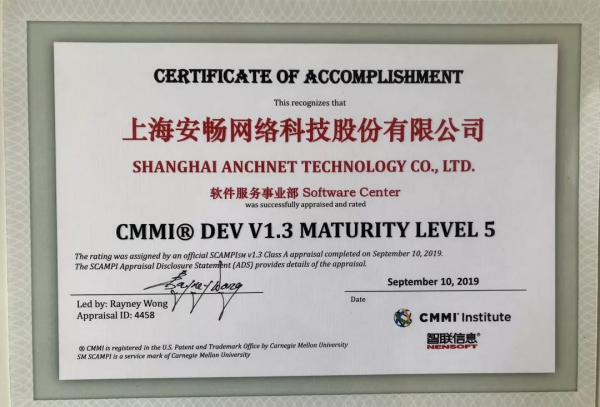 CERTIFICATE OF ACCOMPLISHMENT
This recognizes that
上海安畅网络科技股份有限公司
SHANGHAI ANCHNET TECHNOLOGY CO., LTD.
软件服务事业部 Software Center
was successfully appraised and rated
CMMI® DEV V1.3 MATURITY LEVEL 5
The rating was assigned by an official SCAMPISM v1.3 Class A appraisal completed on September 10, 2019.
The SCAMPI Appraisal Disclosure Statement (ADS) provides details of the appraisal.
Rayney Wong
September 10, 2019
Led by: Rayney Wong
Date
Appraisal ID: 4458
CMMI® Institute
智联信息®
NENSOFT
® CMMI is registered in the U.S. Patent and Trademark Office by Carnegie Mellon University
SM SCAMPI is a service mark of Carnegie Mellon University